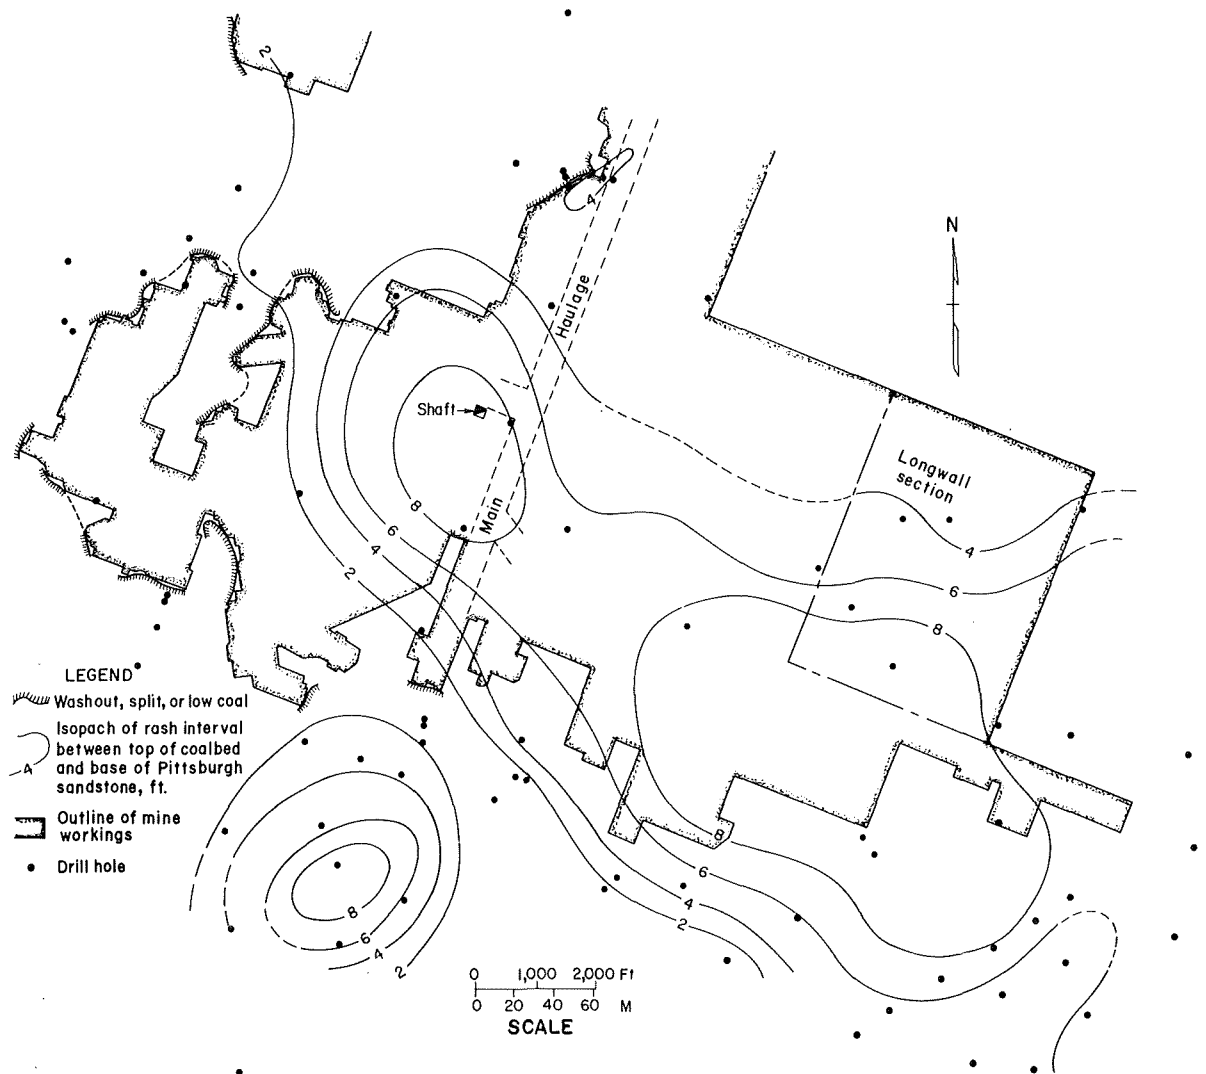 2
4
N
Haulage
Shaft
Longwall
section
8
Main
6
4
4
2
6
8
LEGEND
Washout, split, or low coal
Isopach of rash interval
between top of coalbed
and base of Pittsburgh
sandstone, ft.
4
Outline of mine
workings
Drill hole
8
6
4
2
8
6
4
2
0 1,000 2,000 Ft
0 20 40 60 M
SCALE